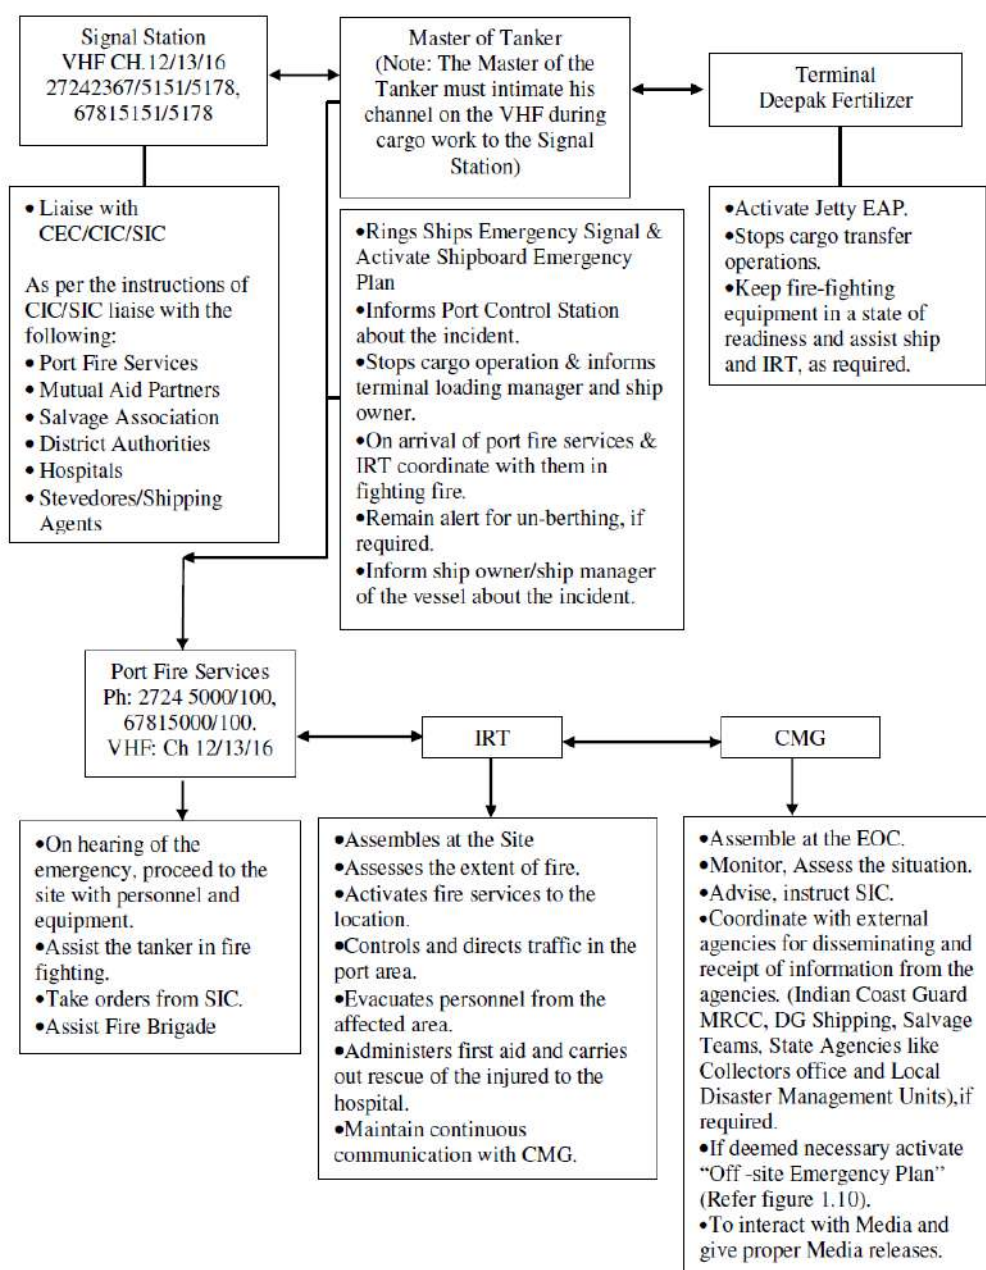 Signal Station
VHF CH.12/13/16
27242367/5151/5178,
67815151/5178
Master of Tanker
(Note: The Master of the
Tanker must intimate his
channel on the VHF during
cargo work to the Signal
Station)
Terminal
Deepak Fertilizer
• Liaise with
CEC/CIC/SIC
As per the instructions of
CIC/SIC liaise with the
following:
• Port Fire Services
• Mutual Aid Partners
• Salvage Association
• District Authorities
• Hospitals
• Stevedores/Shipping
Agents
•Rings Ships Emergency Signal &
Activate Shipboard Emergency
Plan
•Informs Port Control Station
about the incident.
•Stops cargo operation & informs
terminal loading manager and ship
owner.
•On arrival of port fire services &
IRT coordinate with them in
fighting fire.
•Remain alert for un-berthing, if
required.
•Inform ship owner/ship manager
of the vessel about the incident.
•Activate Jetty EAP.
•Stops cargo transfer
operations.
•Keep fire-fighting
equipment in a state of
readiness and assist ship
and IRT, as required.
Port Fire Services
Ph: 2724 5000/100,
67815000/100.
VHF: Ch 12/13/16
IRT
CMG
•On hearing of the
emergency, proceed to the
site with personnel and
equipment.
•Assist the tanker in fire
fighting.
•Take orders from SIC.
•Assist Fire Brigade
•Assembles at the Site
•Assesses the extent of fire.
•Activates fire services to the
location.
•Controls and directs traffic in the
port area.
•Evacuates personnel from the
affected area.
•Administers first aid and carries
out rescue of the injured to the
hospital.
•Maintain continuous
communication with CMG.
•Assemble at the EOC.
•Monitor, Assess the situation.
•Advise, instruct SIC.
•Coordinate with external
agencies for disseminating and
receipt of information from the
agencies. (Indian Coast Guard
MRCC, DG Shipping, Salvage
Teams, State Agencies like
Collectors office and Local
Disaster Management Units),if
required.
•If deemed necessary activate
“Off -site Emergency Plan”
(Refer figure 1.10).
•To interact with Media and
give proper Media releases.